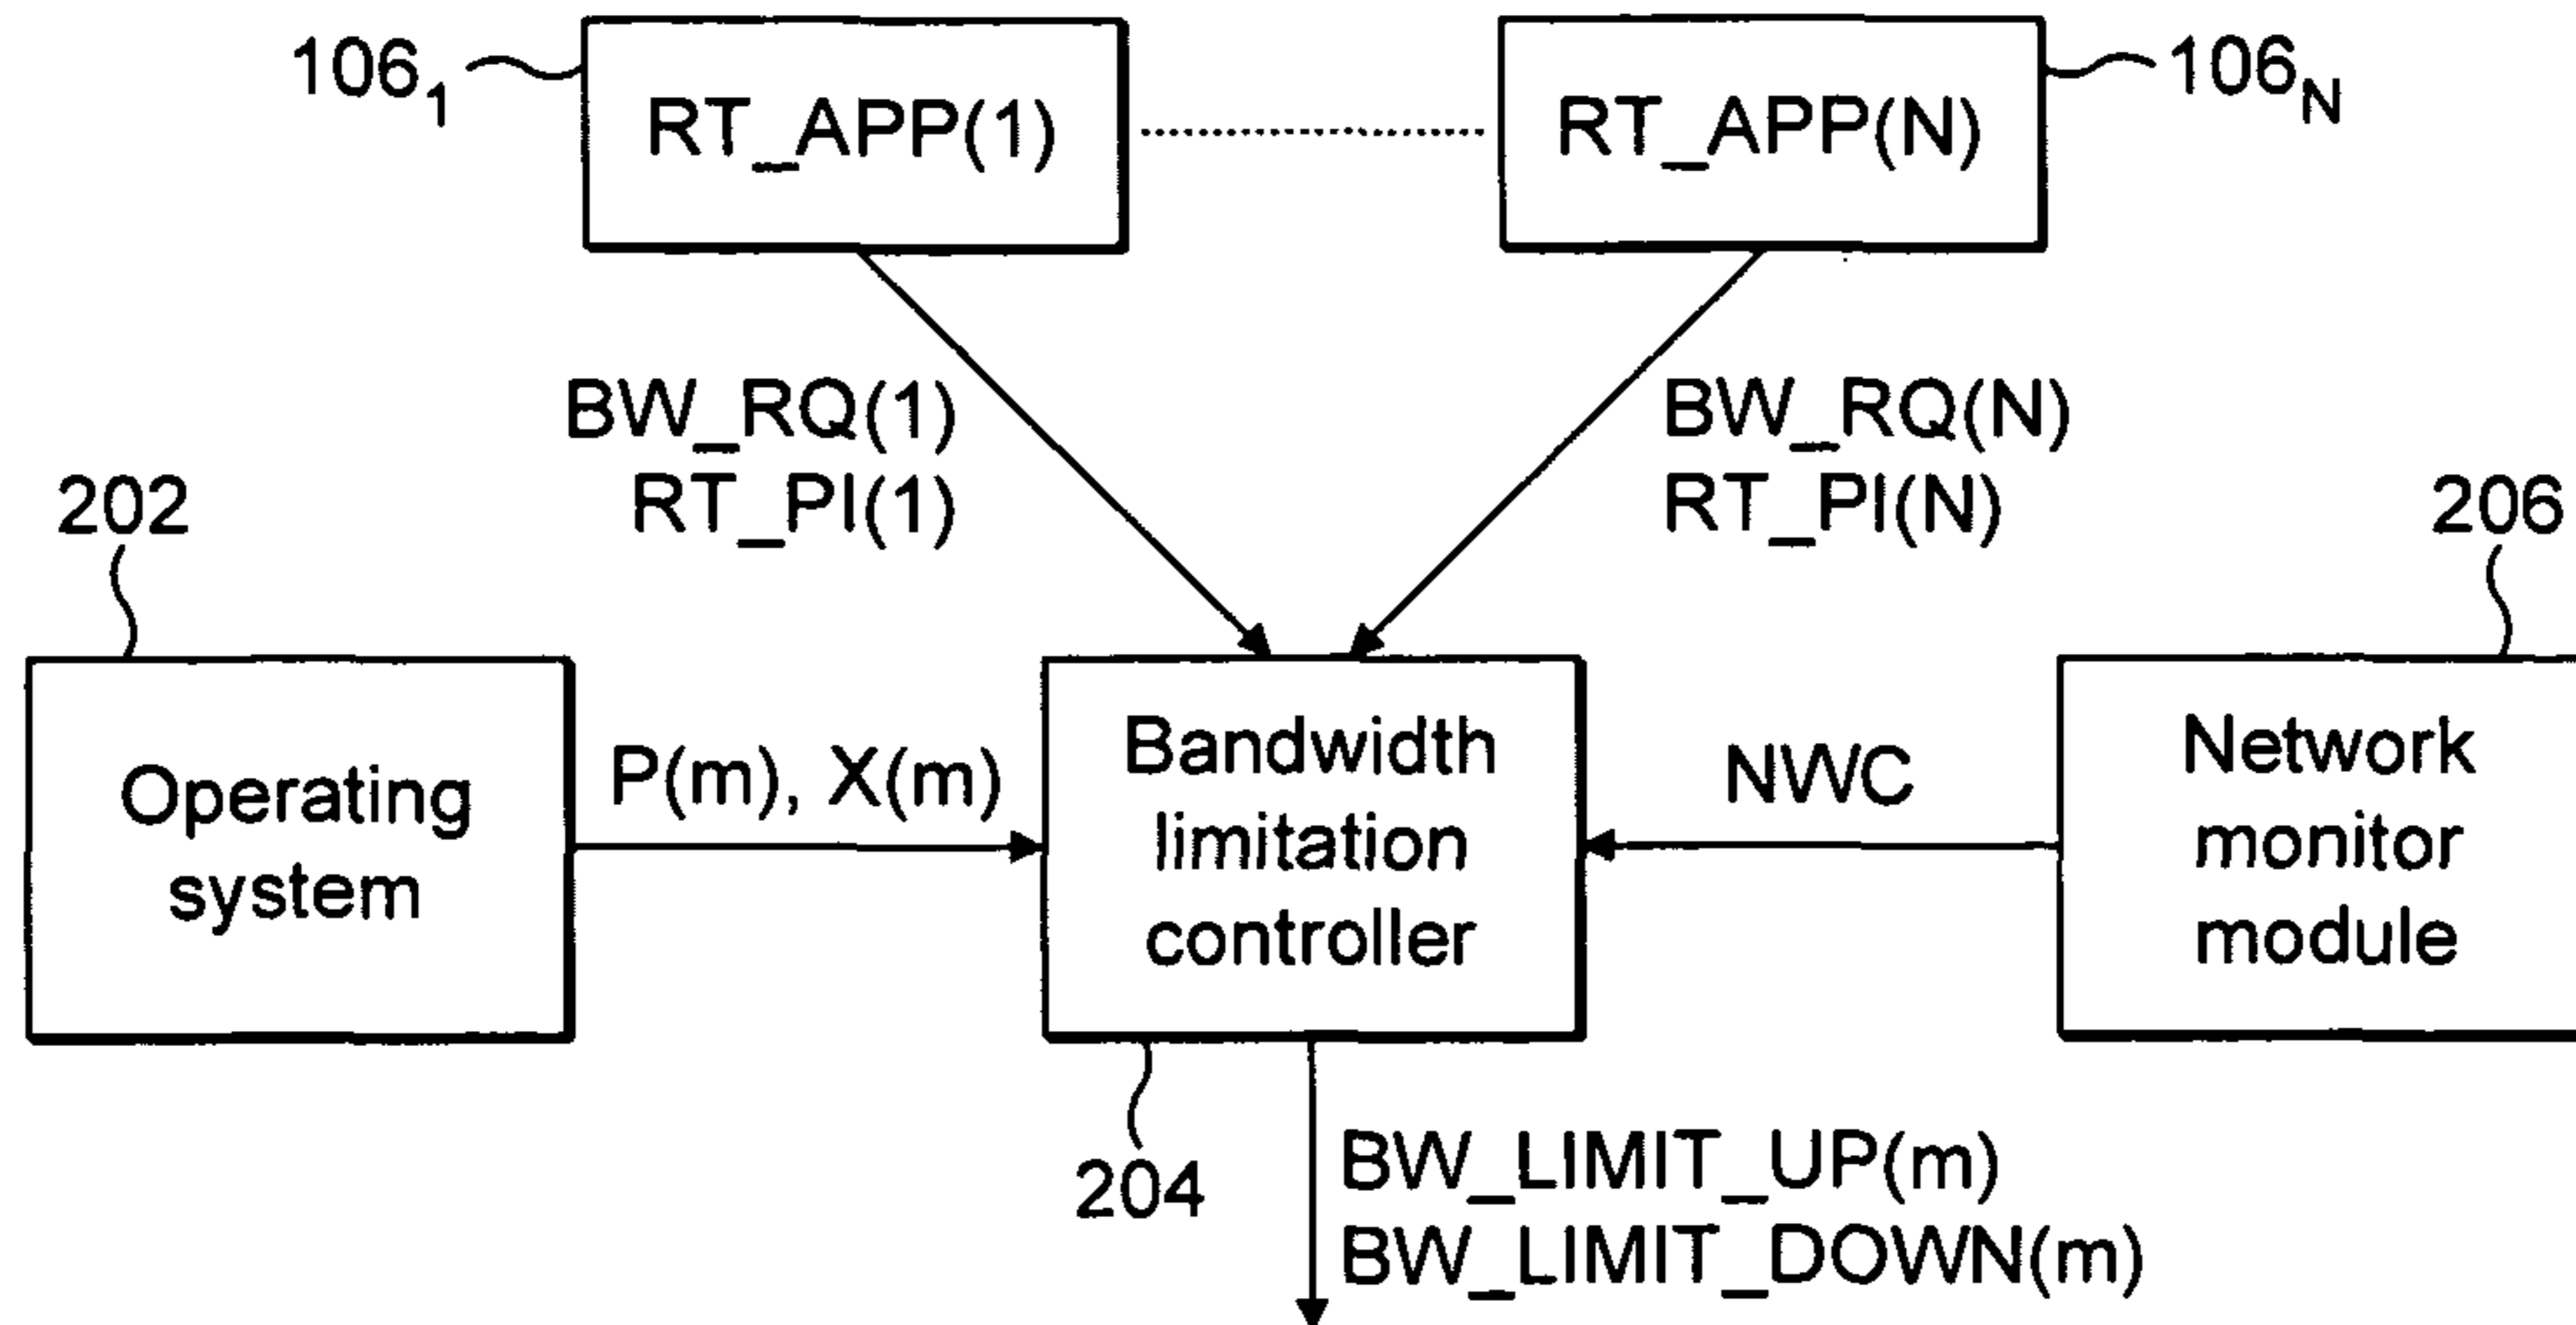 106₁
RT_APP(1)
RT_APP(N)
106_N
BW_RQ(1)
RT_PI(1)
BW_RQ(N)
RT_PI(N)
202
206
Operating
system
P(m), X(m)
Bandwidth
limitation
controller
NWC
Network
monitor
module
204
BW_LIMIT_UP(m)
BW_LIMIT_DOWN(m)